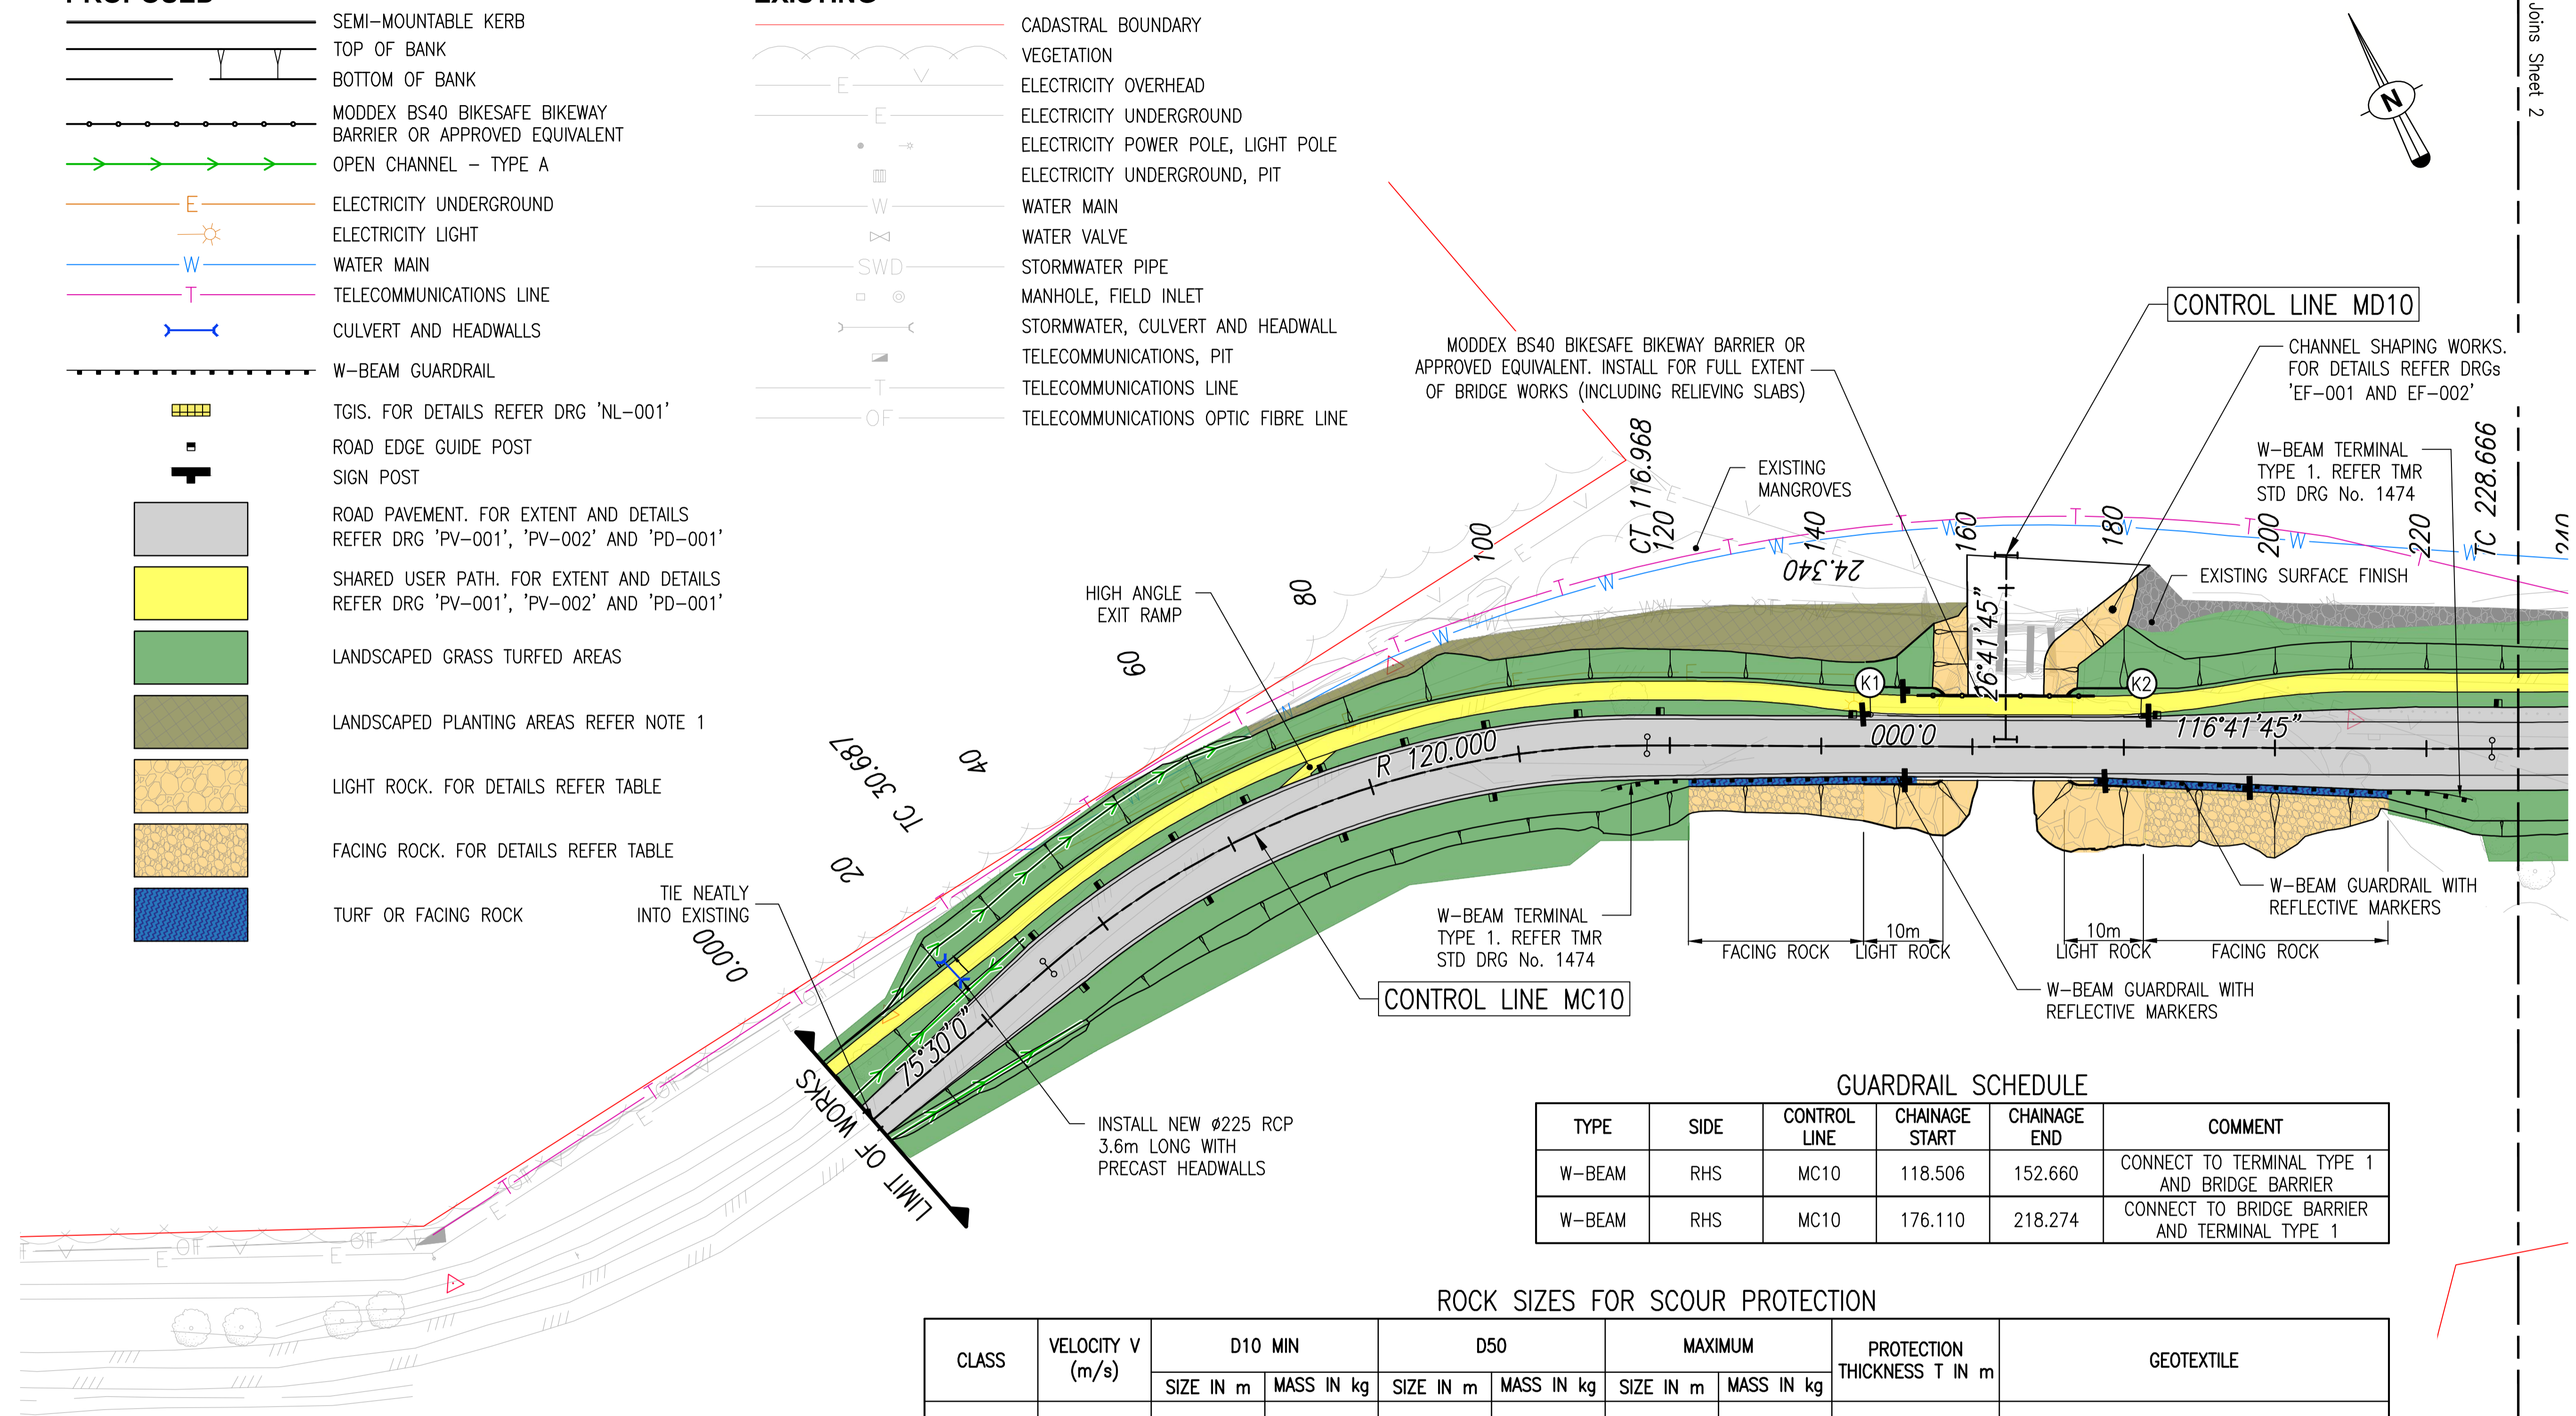 PROPOSED
SEMI-MOUNTABLE KERB
TOP OF BANK
BOTTOM OF BANK
MODDEX BS40 BIKESAFE BIKEWAY
BARRIER OR APPROVED EQUIVALENT
OPEN CHANNEL - TYPE A
E
ELECTRICITY UNDERGROUND
ELECTRICITY LIGHT
W
WATER MAIN
T
TELECOMMUNICATIONS LINE
CULVERT AND HEADWALLS
W-BEAM GUARDRAIL
TGIS. FOR DETAILS REFER DRG 'NL-001'
ROAD EDGE GUIDE POST
SIGN POST
ROAD PAVEMENT. FOR EXTENT AND DETAILS
REFER DRG 'PV-001', 'PV-002' AND 'PD-001'
SHARED USER PATH. FOR EXTENT AND DETAILS
REFER DRG 'PV-001', 'PV-002' AND 'PD-001'
LANDSCAPED GRASS TURFED AREAS
LANDSCAPED PLANTING AREAS REFER NOTE 1
LIGHT ROCK. FOR DETAILS REFER TABLE
FACING ROCK. FOR DETAILS REFER TABLE
TURF OR FACING ROCK
EXISTING
CADASTRAL BOUNDARY
VEGETATION
E
ELECTRICITY OVERHEAD
E
ELECTRICITY UNDERGROUND
ELECTRICITY POWER POLE, LIGHT POLE
ELECTRICITY UNDERGROUND, PIT
W
WATER MAIN
WATER VALVE
SWD
STORMWATER PIPE
MANHOLE, FIELD INLET
STORMWATER, CULVERT AND HEADWALL
TELECOMMUNICATIONS, PIT
T
TELECOMMUNICATIONS LINE
OF
TELECOMMUNICATIONS OPTIC FIBRE LINE
N
Joins Sheet 2
CONTROL LINE MD10
MODDEX BS40 BIKESAFE BIKEWAY BARRIER OR
APPROVED EQUIVALENT. INSTALL FOR FULL EXTENT
OF BRIDGE WORKS (INCLUDING RELIEVING SLABS)
CHANNEL SHAPING WORKS.
FOR DETAILS REFER DRGs
'EF-001 AND EF-002'
W-BEAM TERMINAL
TYPE 1. REFER TMR
STD DRG No. 1474
EXISTING
MANGROVES
EXISTING SURFACE FINISH
HIGH ANGLE
EXIT RAMP
0.000
20
TC 30.687
40
60
80
100
CT 116.968
120
140
160
180
200
220
TC 228.666
240
24.340
26°41'45"
0.000
K1
K2
116°41'45"
R 120.000
75°30'0"
TIE NEATLY
INTO EXISTING
LIMIT OF WORKS
INSTALL NEW ø225 RCP
3.6m LONG WITH
PRECAST HEADWALLS
W-BEAM TERMINAL
TYPE 1. REFER TMR
STD DRG No. 1474
CONTROL LINE MC10
FACING ROCK
10m
LIGHT ROCK
10m
LIGHT ROCK
FACING ROCK
W-BEAM GUARDRAIL WITH
REFLECTIVE MARKERS
W-BEAM GUARDRAIL WITH
REFLECTIVE MARKERS
GUARDRAIL SCHEDULE
TYPE SIDE CONTROL LINE CHAINAGE START CHAINAGE END COMMENT
W-BEAM RHS MC10 118.506 152.660 CONNECT TO TERMINAL TYPE 1 AND BRIDGE BARRIER
W-BEAM RHS MC10 176.110 218.274 CONNECT TO BRIDGE BARRIER AND TERMINAL TYPE 1
ROCK SIZES FOR SCOUR PROTECTION
CLASS VELOCITY V (m/s) D10 MIN D50 MAXIMUM PROTECTION THICKNESS T IN m GEOTEXTILE
SIZE IN m MASS IN kg SIZE IN m MASS IN kg SIZE IN m MASS IN kg